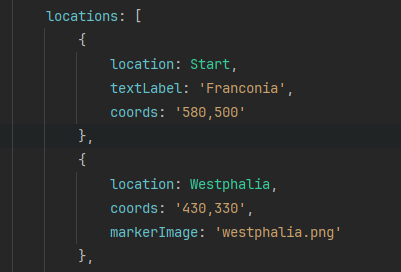 locations: [
{
location: Start,
textLabel: 'Franconia',
coords: '580,500'
},
{
location: Westphalia,
coords: '430,330',
markerImage: 'westphalia.png'
},